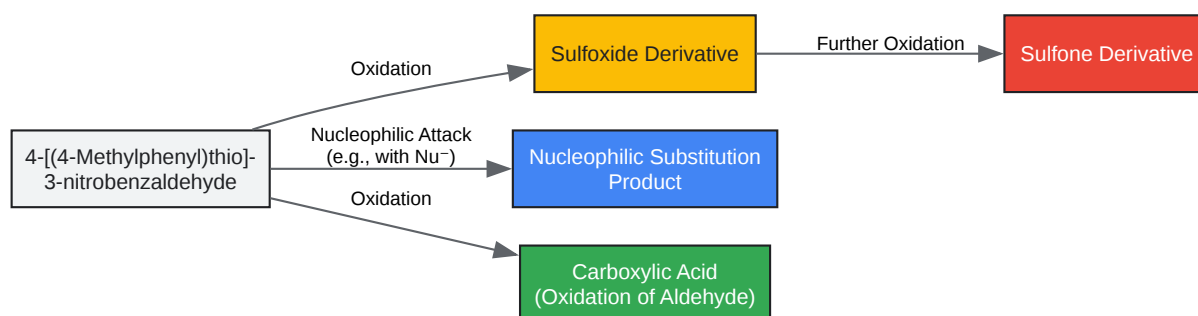 Oxidation
Sulfoxide Derivative
Further Oxidation
Sulfone Derivative
4-[(4-Methylphenyl)thio]-
3-nitrobenzaldehyde
Nucleophilic Attack
(e.g., with Nu⁻)
Nucleophilic Substitution
Product
Oxidation
Carboxylic Acid
(Oxidation of Aldehyde)